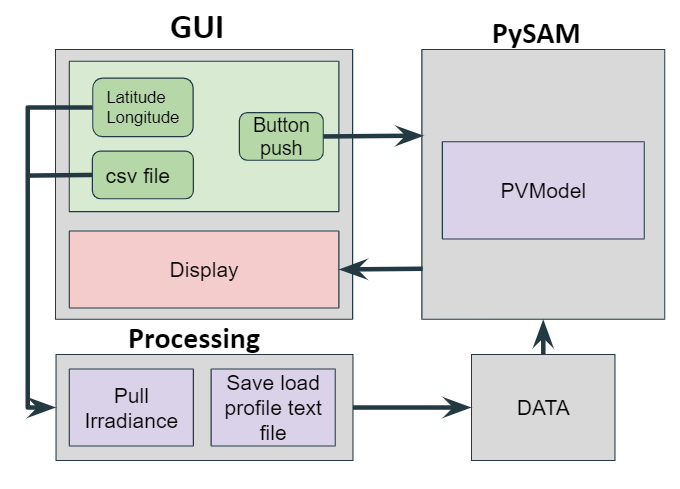 GUI
Latitude
Longitude
Button
push
csv file
Display
PySAM
PVModel
Processing
Pull
Irradiance
Save load
profile text
file
DATA